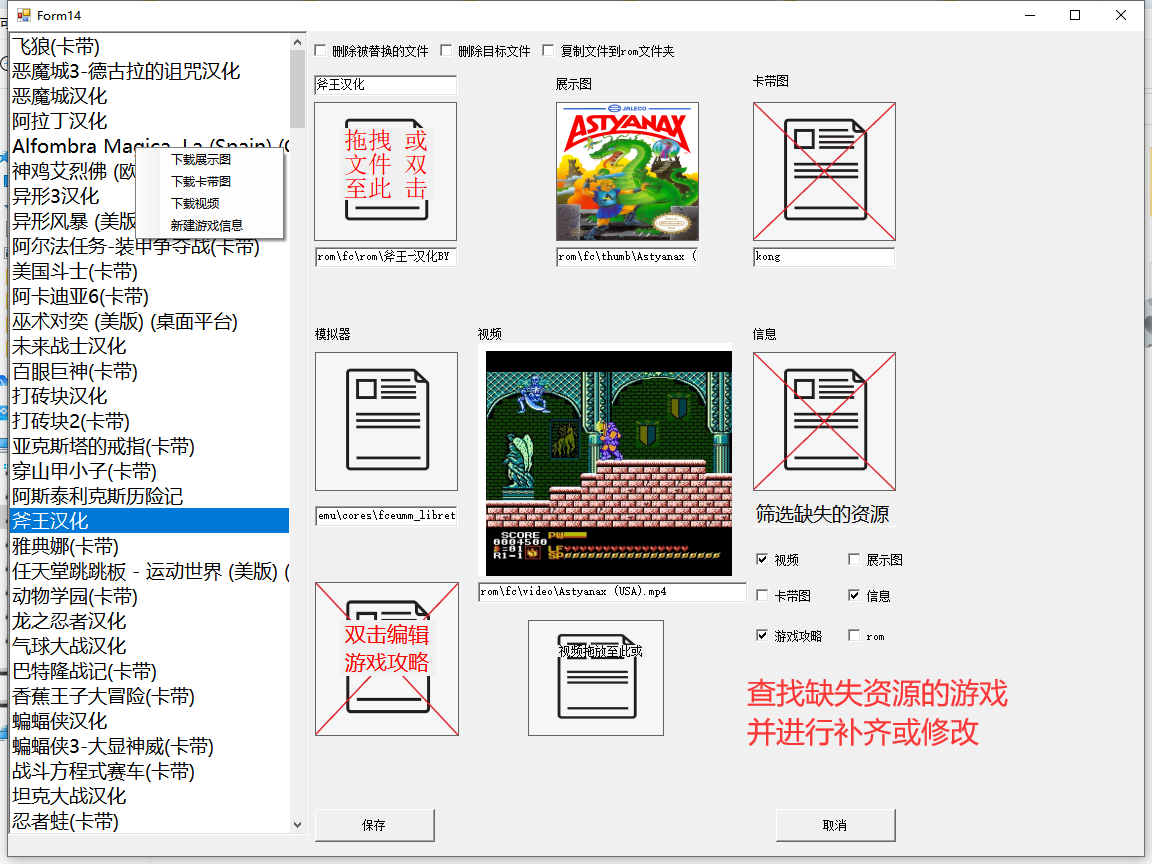 Form14
飞狼(卡带)
恶魔城3-德古拉的诅咒汉化
恶魔城汉化
阿拉丁汉化
Alfombra Magica, La (Spain) (
神鸡艾烈佛 (欧
异形3汉化
异形风暴 (美版
阿尔法任务-装甲争夺战(卡带)
美国斗士(卡带)
阿卡迪亚6(卡带)
巫术对奕 (美版) (桌面平台)
未来战士汉化
百眼巨神(卡带)
打砖块汉化
打砖块2(卡带)
亚克斯塔的戒指(卡带)
穿山甲小子(卡带)
阿斯泰利克斯历险记
斧王汉化
雅典娜(卡带)
任天堂跳跳板 - 运动世界 (美版) (
动物学园(卡带)
龙之忍者汉化
气球大战汉化
巴特隆战记(卡带)
香蕉王子大冒险(卡带)
蝙蝠侠汉化
蝙蝠侠3-大显神威(卡带)
战斗方程式赛车(卡带)
坦克大战汉化
忍者蛙(卡带)
下载展示图
下载卡带图
下载视频
新建游戏信息
删除被替换的文件 删除目标文件 复制文件到rom文件夹
斧王汉化
拖拽 或
文件 双
至此 击
rom\fc\rom\斧王-汉化BY
展示图
JALECO
ASTYANAX
rom\fc\thumb\Astyanax (
卡带图
kong
模拟器
emu\cores\fceumm_libret
视频
SCORE PW
0004500
=01 LF
R1-1 SP
rom\fc\video\Astyanax (USA).mp4
信息
筛选缺失的资源
视频 展示图
卡带图 信息
游戏攻略 rom
双击编辑
游戏攻略
视频拖放至此或
查找缺失资源的游戏
并进行补齐或修改
保存
取消